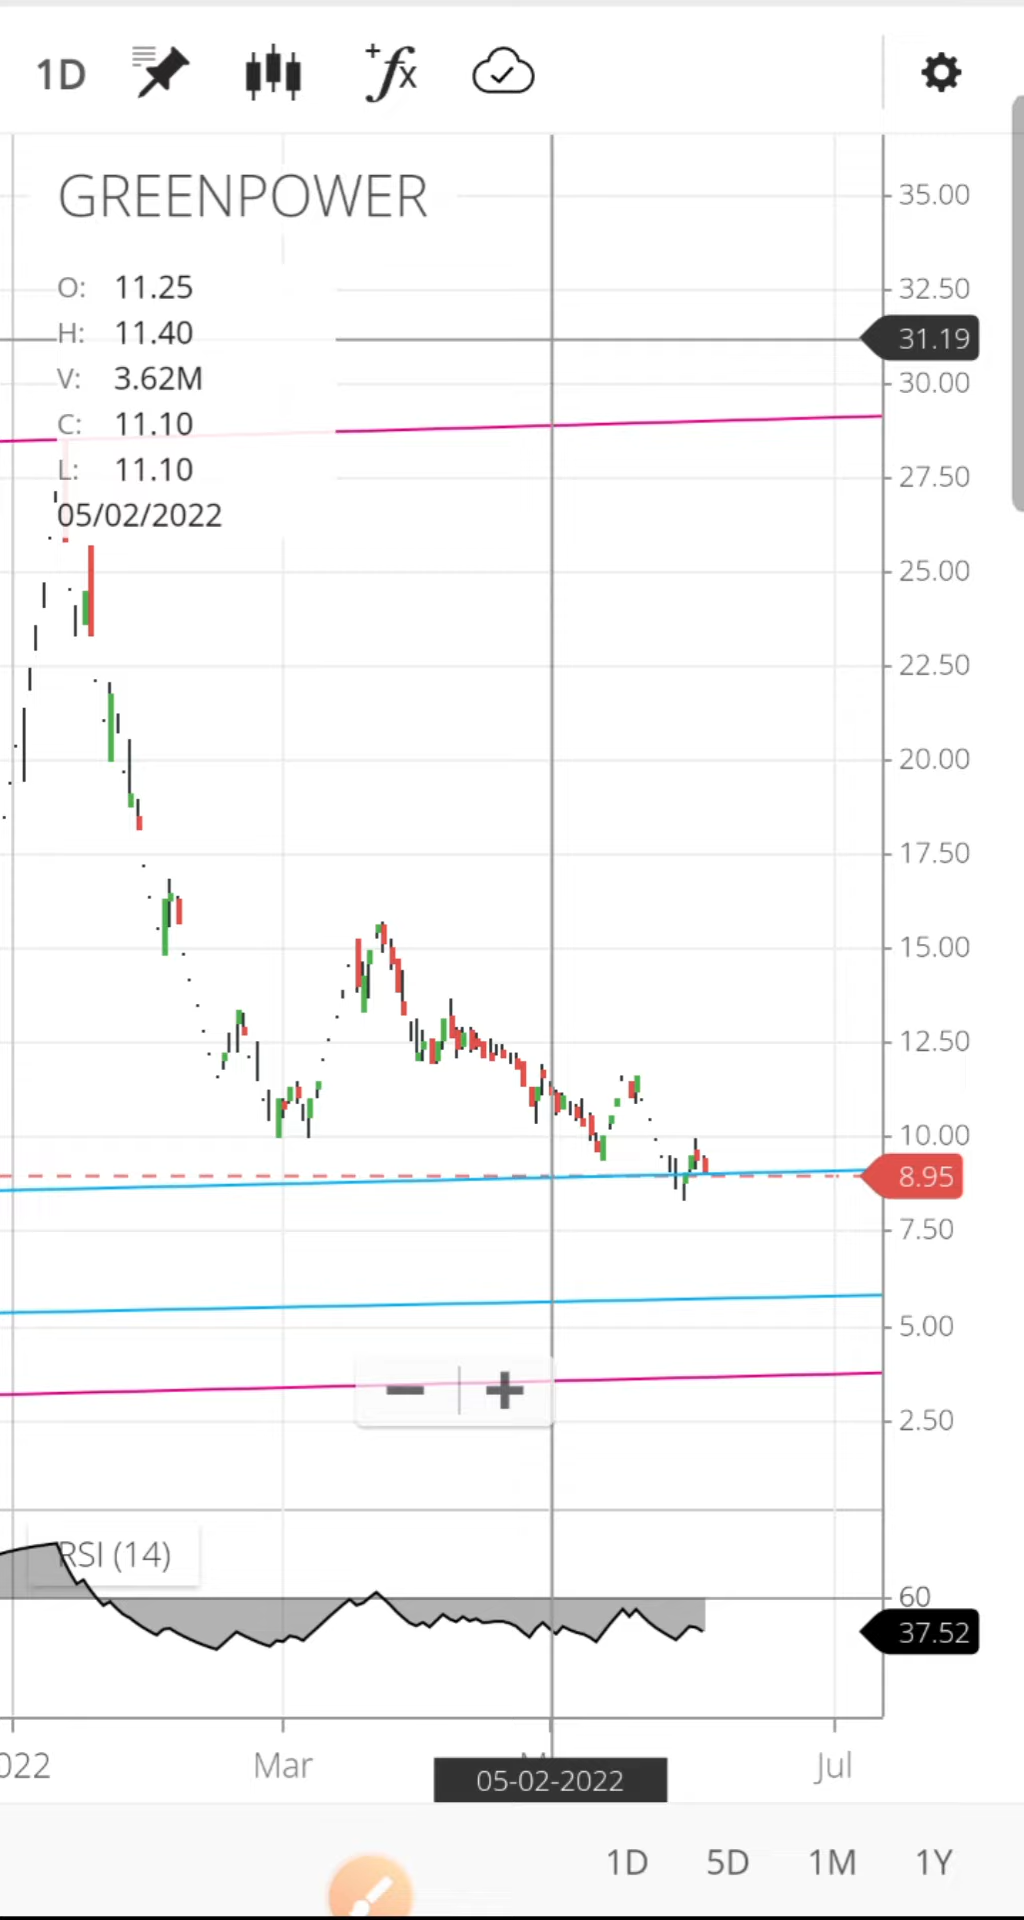 1D
GREENPOWER
O: 11.25
H: 11.40
V: 3.62M
C: 11.10
L: 11.10
05/02/2022
35.00
32.50
31.19
30.00
27.50
25.00
22.50
20.00
17.50
15.00
12.50
10.00
8.95
7.50
5.00
2.50
RSI (14)
60
37.52
022 Mar Jul
05-02-2022
1D 5D 1M 1Y